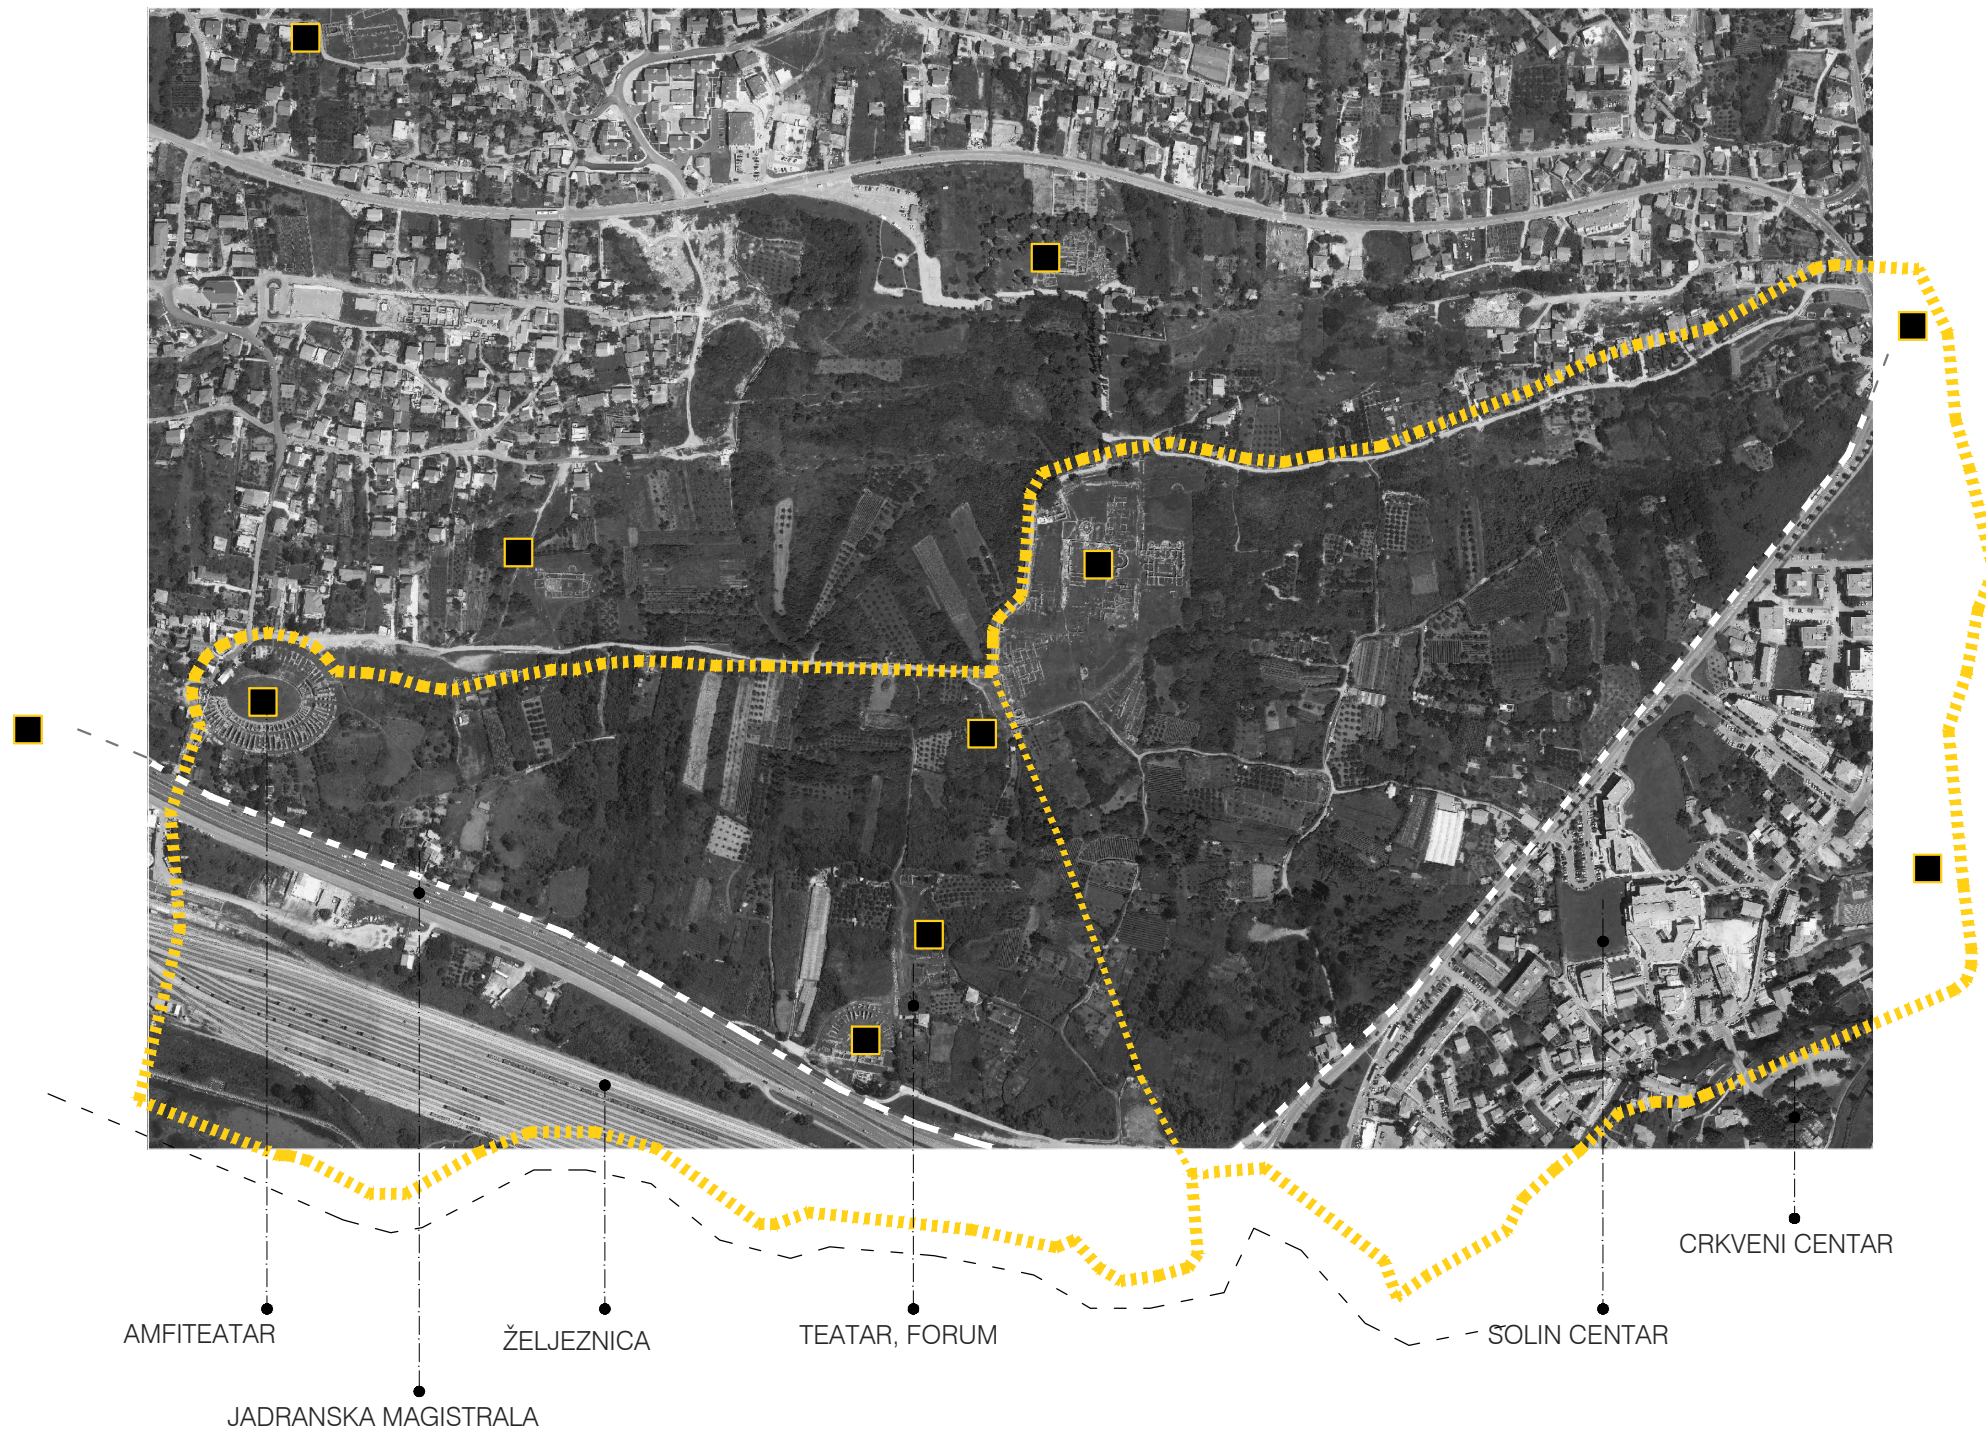 CRKVENI CENTAR
AMFITEATAR
ŽELJEZNICA
TEATAR, FORUM
SOLIN CENTAR
JADRANSKA MAGISTRALA